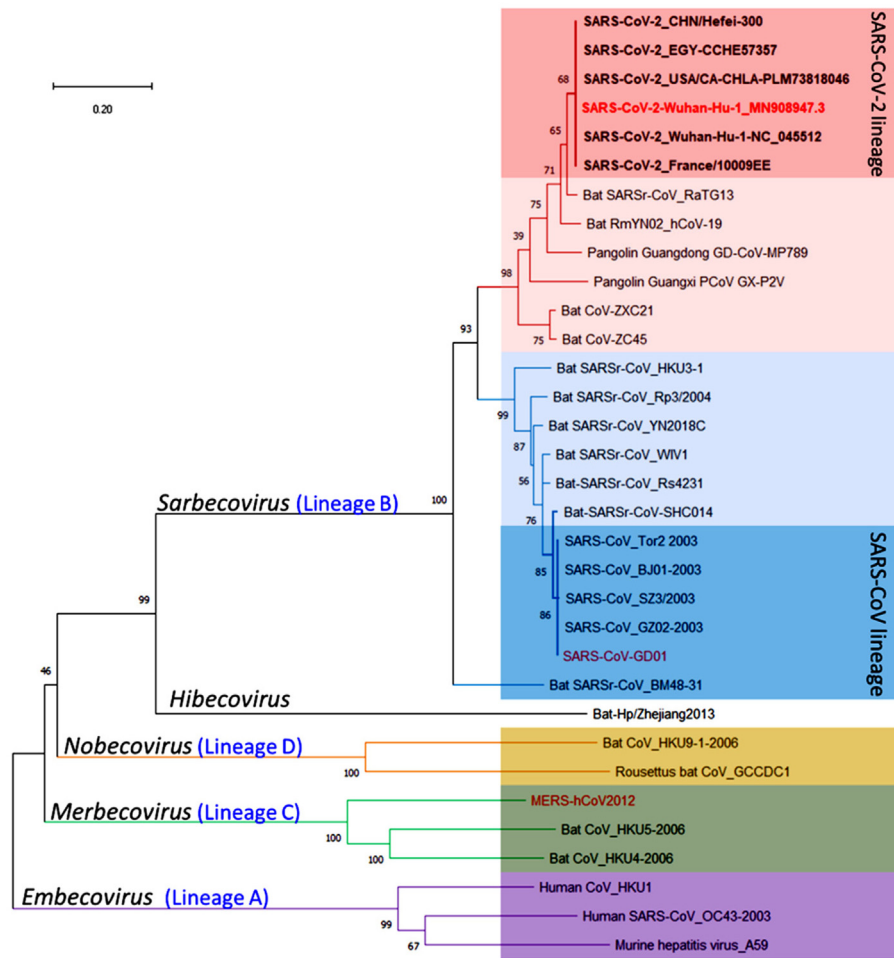 0.20
SARS-CoV-2_CHN/Hefei-300
SARS-CoV-2_EGY-CCHE57357
68
SARS-CoV-2_USA/CA-CHLA-PLM73818046
SARS-CoV-2-Wuhan-Hu-1_MN908947.3
65
SARS-CoV-2_Wuhan-Hu-1-NC_045512
71
SARS-CoV-2_France/10009EE
SARS-CoV-2 lineage
75
Bat SARSr-CoV_RaTG13
39
Bat RmYN02_hCoV-19
Pangolin Guangdong GD-CoV-MP789
98
Pangolin Guangxi PCoV GX-P2V
Bat CoV-ZXC21
93
75
Bat CoV-ZC45
Bat SARSr-CoV_HKU3-1
99
Bat SARSr-CoV_Rp3/2004
87
Bat SARSr-CoV_YN2018C
Bat SARSr-CoV_WIV1
56
Bat-SARSr-CoV_Rs4231
76
Bat-SARSr-CoV-SHC014
100
Sarbecovirus (Lineage B)
SARS-CoV_Tor2 2003
85
SARS-CoV_BJ01-2003
SARS-CoV_SZ3/2003
86
SARS-CoV_GZ02-2003
SARS-CoV-GD01
SARS-CoV lineage
99
Bat SARSr-CoV_BM48-31
46
Hibecovirus
Bat-Hp/Zhejiang2013
Nobecovirus (Lineage D)
Bat CoV_HKU9-1-2006
100
Rousettus bat CoV_GCCDC1
Merbecovirus (Lineage C)
MERS-hCoV2012
100
Bat CoV_HKU5-2006
100
Bat CoV_HKU4-2006
Embecovirus (Lineage A)
Human CoV_HKU1
99
Human SARS-CoV_OC43-2003
67
Murine hepatitis virus_A59